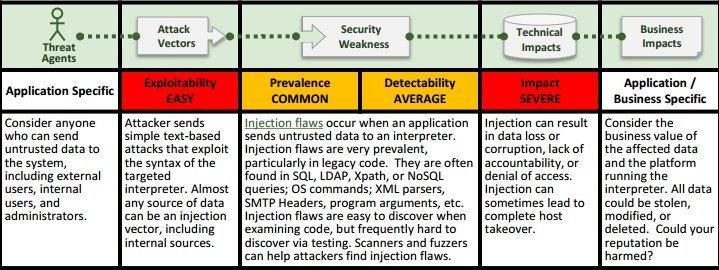 Threat
Agents
Attack
Vectors
Security
Weakness
Technical
Impacts
Business
Impacts
Application Specific
Exploitability
EASY
Prevalence
COMMON
Detectability
AVERAGE
Impact
SEVERE
Application /
Business Specific
Consider anyone
who can send
untrusted data to
the system,
including external
users, internal
users, and
administrators.
Attacker sends
simple text-based
attacks that exploit
the syntax of the
targeted
interpreter. Almost
any source of data
can be an injection
vector, including
internal sources.
Injection flaws occur when an application
sends untrusted data to an interpreter.
Injection flaws are very prevalent,
particularly in legacy code. They are often
found in SQL, LDAP, Xpath, or NoSQL
queries; OS commands; XML parsers,
SMTP Headers, program arguments, etc.
Injection flaws are easy to discover when
examining code, but frequently hard to
discover via testing. Scanners and fuzzers
can help attackers find injection flaws.
Injection can result
in data loss or
corruption, lack of
accountability, or
denial of access.
Injection can
sometimes lead to
complete host
takeover.
Consider the
business value of
the affected data
and the platform
running the
interpreter. All data
could be stolen,
modified, or
deleted. Could your
reputation be
harmed?